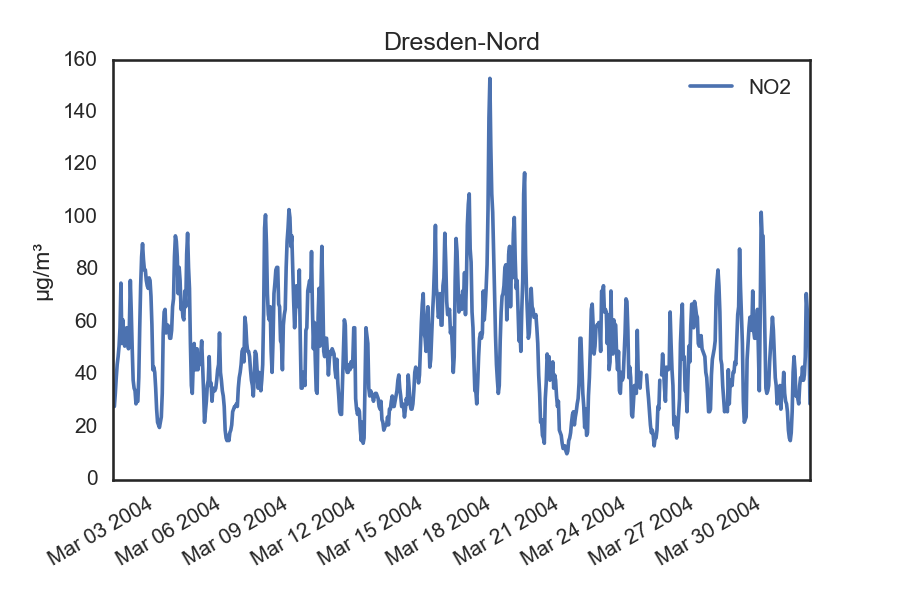 Dresden-Nord
160
140
120
100
80
60
40
20
0
µg/m³
NO2
Mar 03 2004
Mar 06 2004
Mar 09 2004
Mar 12 2004
Mar 15 2004
Mar 18 2004
Mar 21 2004
Mar 24 2004
Mar 27 2004
Mar 30 2004